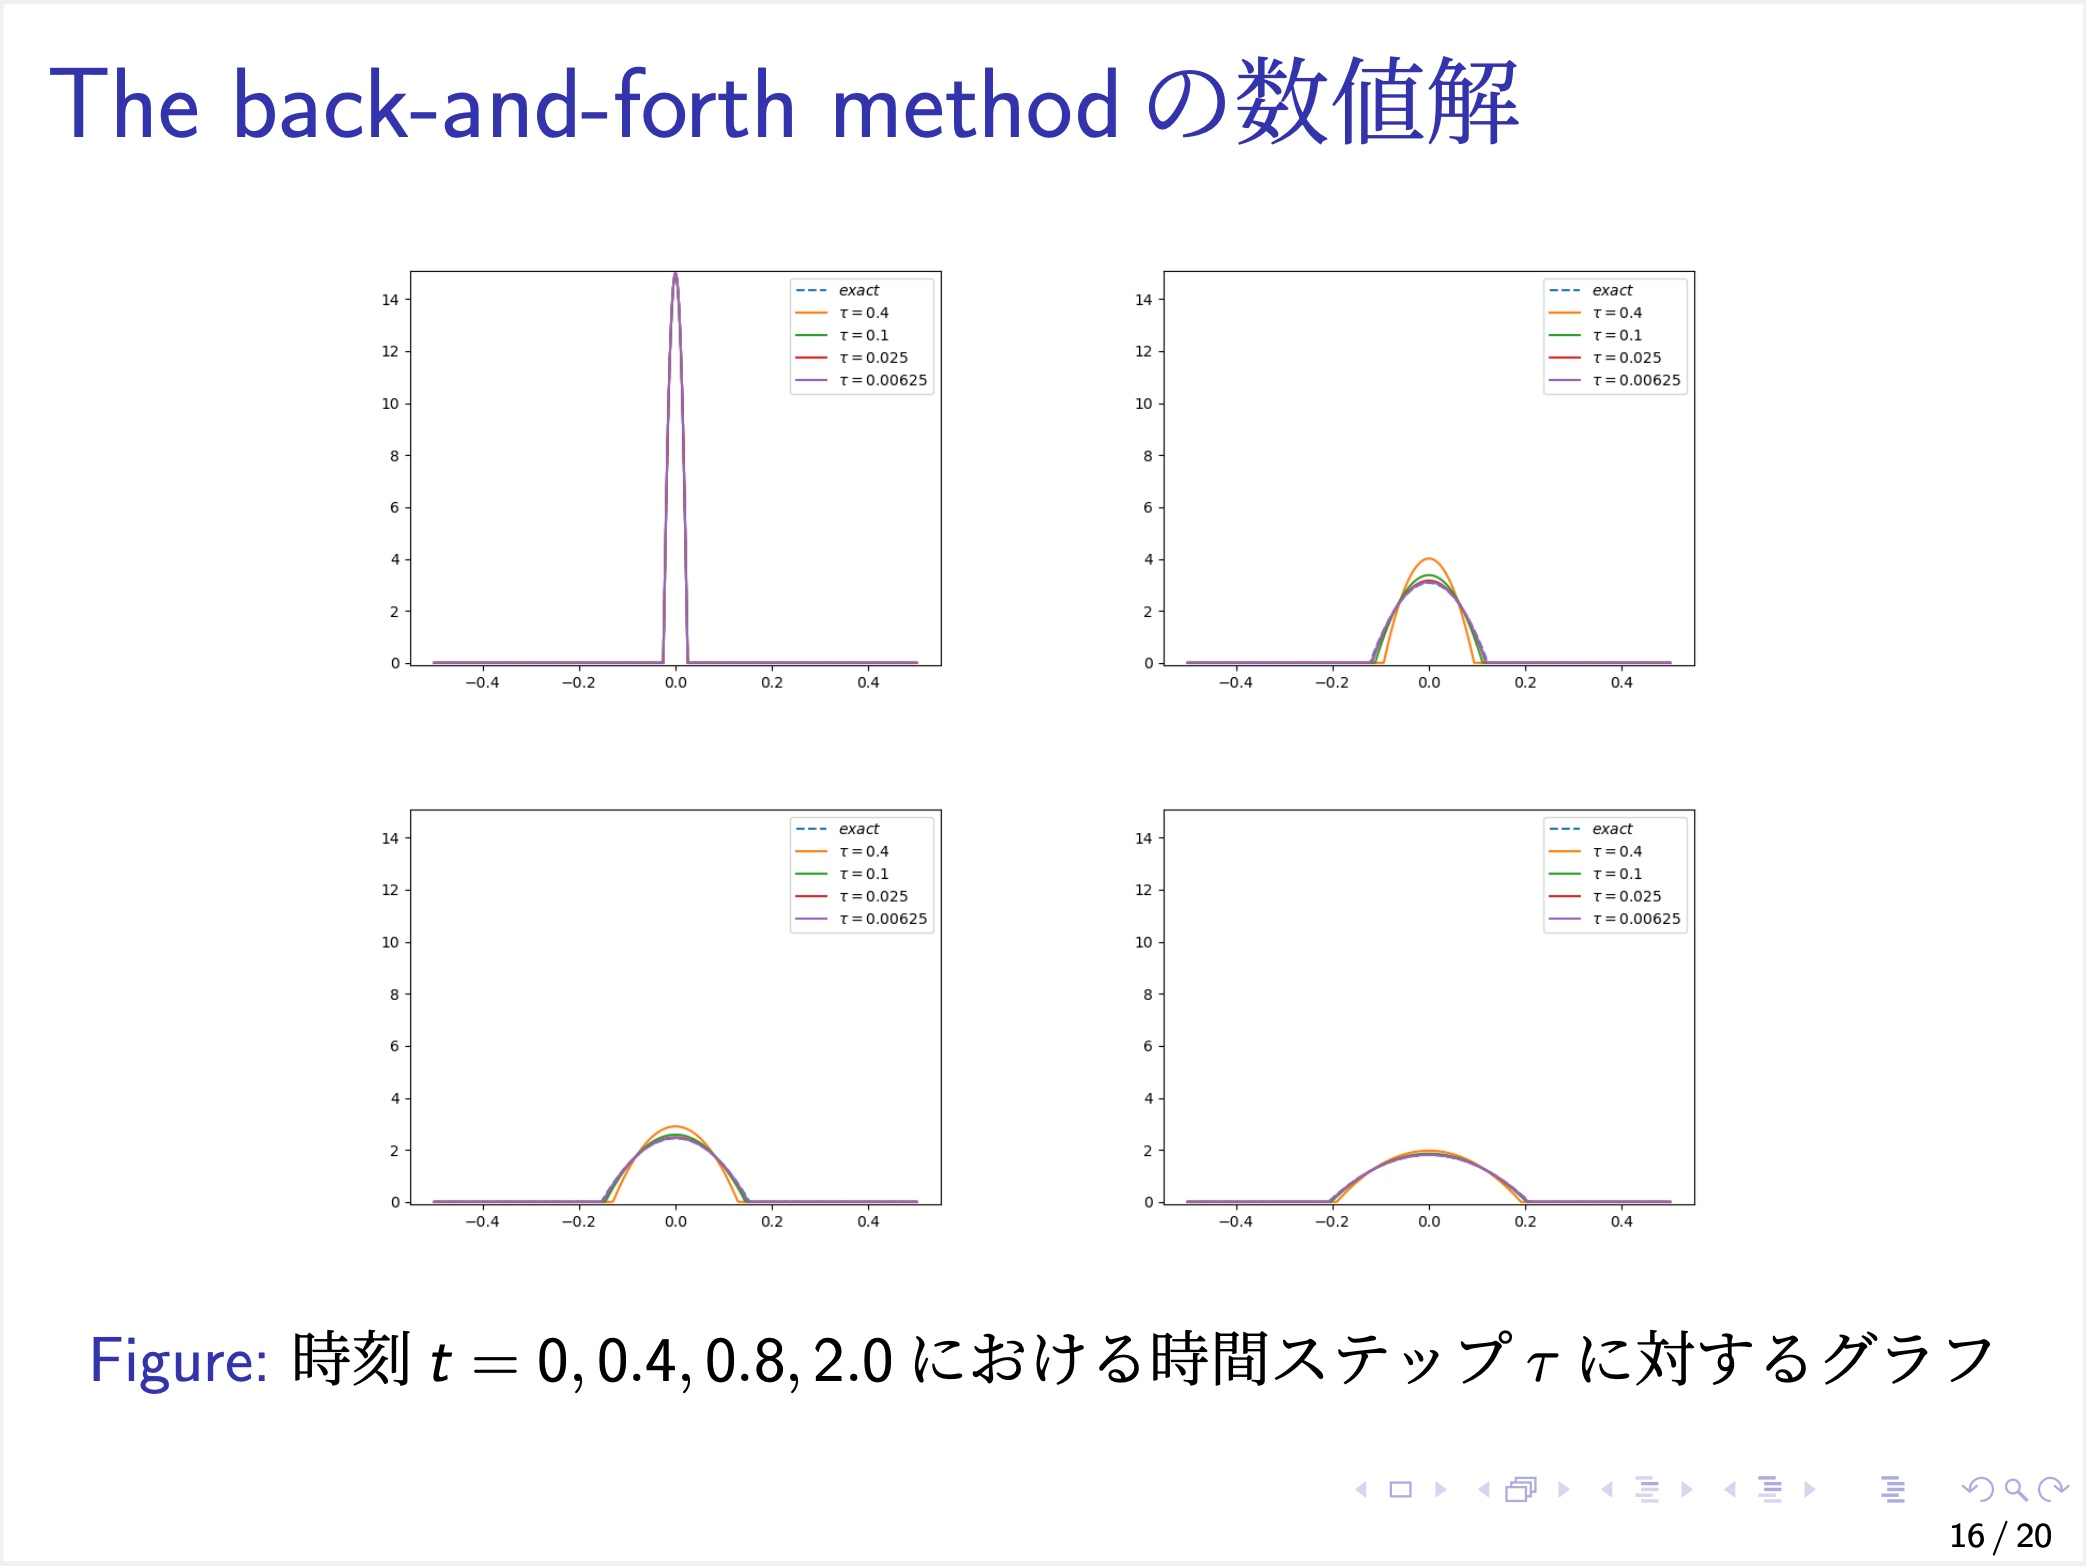 The back-and-forth method の数値解
14
12
10
8
6
4
2
0
−0.4 −0.2 0.0 0.2 0.4
exact
τ = 0.4
τ = 0.1
τ = 0.025
τ = 0.00625
14
12
10
8
6
4
2
0
−0.4 −0.2 0.0 0.2 0.4
exact
τ = 0.4
τ = 0.1
τ = 0.025
τ = 0.00625
14
12
10
8
6
4
2
0
−0.4 −0.2 0.0 0.2 0.4
exact
τ = 0.4
τ = 0.1
τ = 0.025
τ = 0.00625
14
12
10
8
6
4
2
0
−0.4 −0.2 0.0 0.2 0.4
exact
τ = 0.4
τ = 0.1
τ = 0.025
τ = 0.00625
Figure: 時刻 t = 0, 0.4, 0.8, 2.0 における時間ステップ τ に対するグラフ
16 / 20